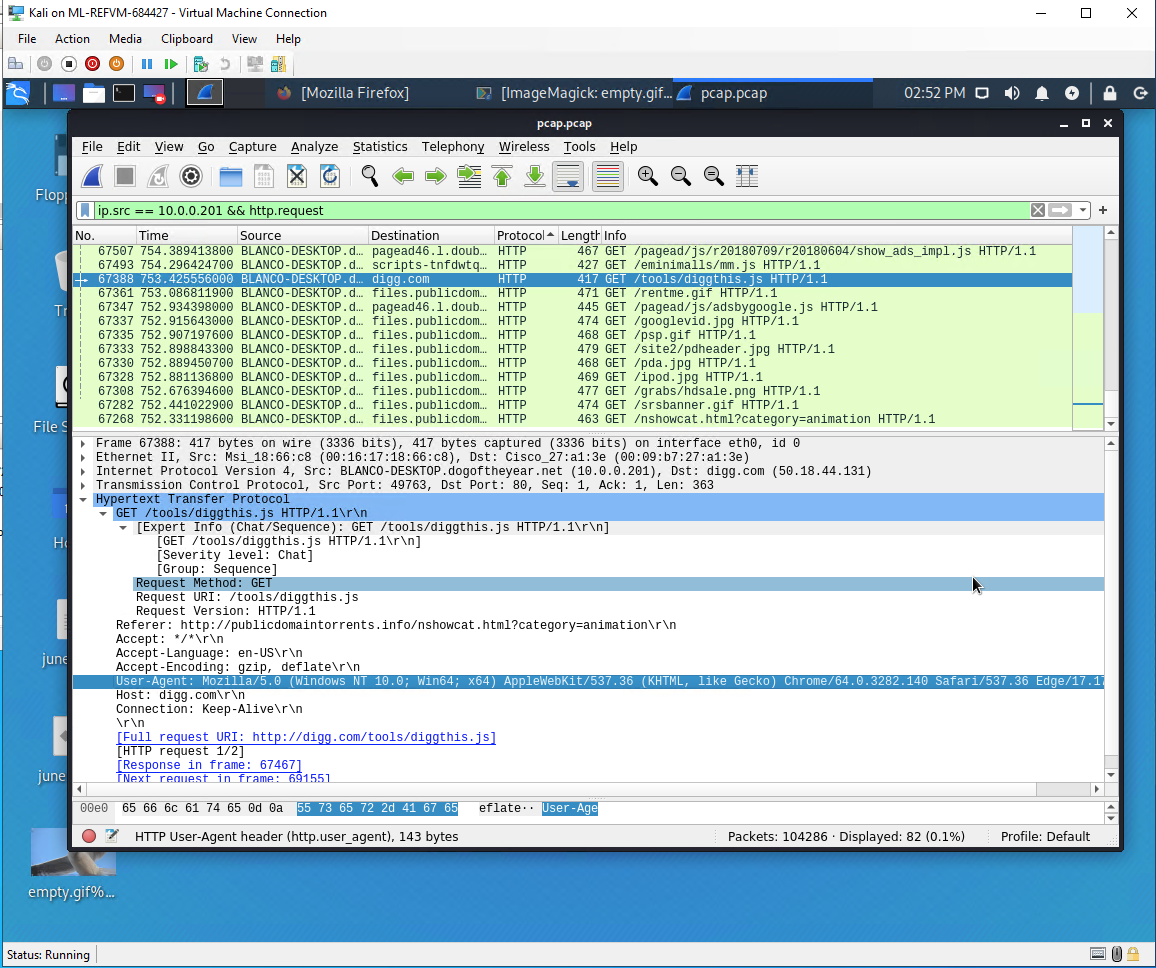 Kali on ML-REFVM-684427 - Virtual Machine Connection
File Action Media Clipboard View Help
[Mozilla Firefox] [ImageMagick: empty.gif... pcap.pcap 02:52 PM
pcap.pcap
File Edit View Go Capture Analyze Statistics Telephony Wireless Tools Help
ip.src == 10.0.0.201 && http.request
No. Time Source Destination Protocol Length Info
67507 754.389413800 BLANCO-DESKTOP.d… pagead46.l.doub… HTTP 467 GET /pagead/js/r20180709/r20180604/show_ads_impl.js HTTP/1.1
67493 754.296424700 BLANCO-DESKTOP.d… scripts-tnfdwtq… HTTP 427 GET /eminimalls/mm.js HTTP/1.1
67388 753.425556000 BLANCO-DESKTOP.d… digg.com HTTP 417 GET /tools/diggthis.js HTTP/1.1
67361 753.086811900 BLANCO-DESKTOP.d… files.publicdom… HTTP 471 GET /rentme.gif HTTP/1.1
67347 752.934398000 BLANCO-DESKTOP.d… pagead46.l.doub… HTTP 445 GET /pagead/js/adsbygoogle.js HTTP/1.1
67337 752.915643000 BLANCO-DESKTOP.d… files.publicdom… HTTP 474 GET /googlevid.jpg HTTP/1.1
67335 752.907197600 BLANCO-DESKTOP.d… files.publicdom… HTTP 468 GET /psp.gif HTTP/1.1
67333 752.898843300 BLANCO-DESKTOP.d… files.publicdom… HTTP 479 GET /site2/pdheader.jpg HTTP/1.1
67330 752.889450700 BLANCO-DESKTOP.d… files.publicdom… HTTP 468 GET /pda.jpg HTTP/1.1
67328 752.881136800 BLANCO-DESKTOP.d… files.publicdom… HTTP 469 GET /ipod.jpg HTTP/1.1
67308 752.676394600 BLANCO-DESKTOP.d… files.publicdom… HTTP 477 GET /grabs/hdsale.png HTTP/1.1
67282 752.441022900 BLANCO-DESKTOP.d… files.publicdom… HTTP 474 GET /srsbanner.gif HTTP/1.1
67268 752.331198600 BLANCO-DESKTOP.d… files.publicdom… HTTP 463 GET /nshowcat.html?category=animation HTTP/1.1
Frame 67388: 417 bytes on wire (3336 bits), 417 bytes captured (3336 bits) on interface eth0, id 0
Ethernet II, Src: Msi_18:66:c8 (00:16:17:18:66:c8), Dst: Cisco_27:a1:3e (00:09:b7:27:a1:3e)
Internet Protocol Version 4, Src: BLANCO-DESKTOP.dogoftheyear.net (10.0.0.201), Dst: digg.com (50.18.44.131)
Transmission Control Protocol, Src Port: 49763, Dst Port: 80, Seq: 1, Ack: 1, Len: 363
Hypertext Transfer Protocol
GET /tools/diggthis.js HTTP/1.1\r\n
[Expert Info (Chat/Sequence): GET /tools/diggthis.js HTTP/1.1\r\n]
[GET /tools/diggthis.js HTTP/1.1\r\n]
[Severity level: Chat]
[Group: Sequence]
Request Method: GET
Request URI: /tools/diggthis.js
Request Version: HTTP/1.1
Referer: http://publicdomaintorrents.info/nshowcat.html?category=animation\r\n
Accept: */*\r\n
Accept-Language: en-US\r\n
Accept-Encoding: gzip, deflate\r\n
User-Agent: Mozilla/5.0 (Windows NT 10.0; Win64; x64) AppleWebKit/537.36 (KHTML, like Gecko) Chrome/64.0.3282.140 Safari/537.36 Edge/17.17
Host: digg.com\r\n
Connection: Keep-Alive\r\n
\r\n
[Full request URI: http://digg.com/tools/diggthis.js]
[HTTP request 1/2]
[Response in frame: 67467]
[Next request in frame: 69155]
00e0 65 66 6c 61 74 65 0d 0a 55 73 65 72 2d 41 67 65 eflate·· User-Age
HTTP User-Agent header (http.user_agent), 143 bytes Packets: 104286 · Displayed: 82 (0.1%) Profile: Default
Flopp
File S
june
june
empty.gif%...
Status: Running